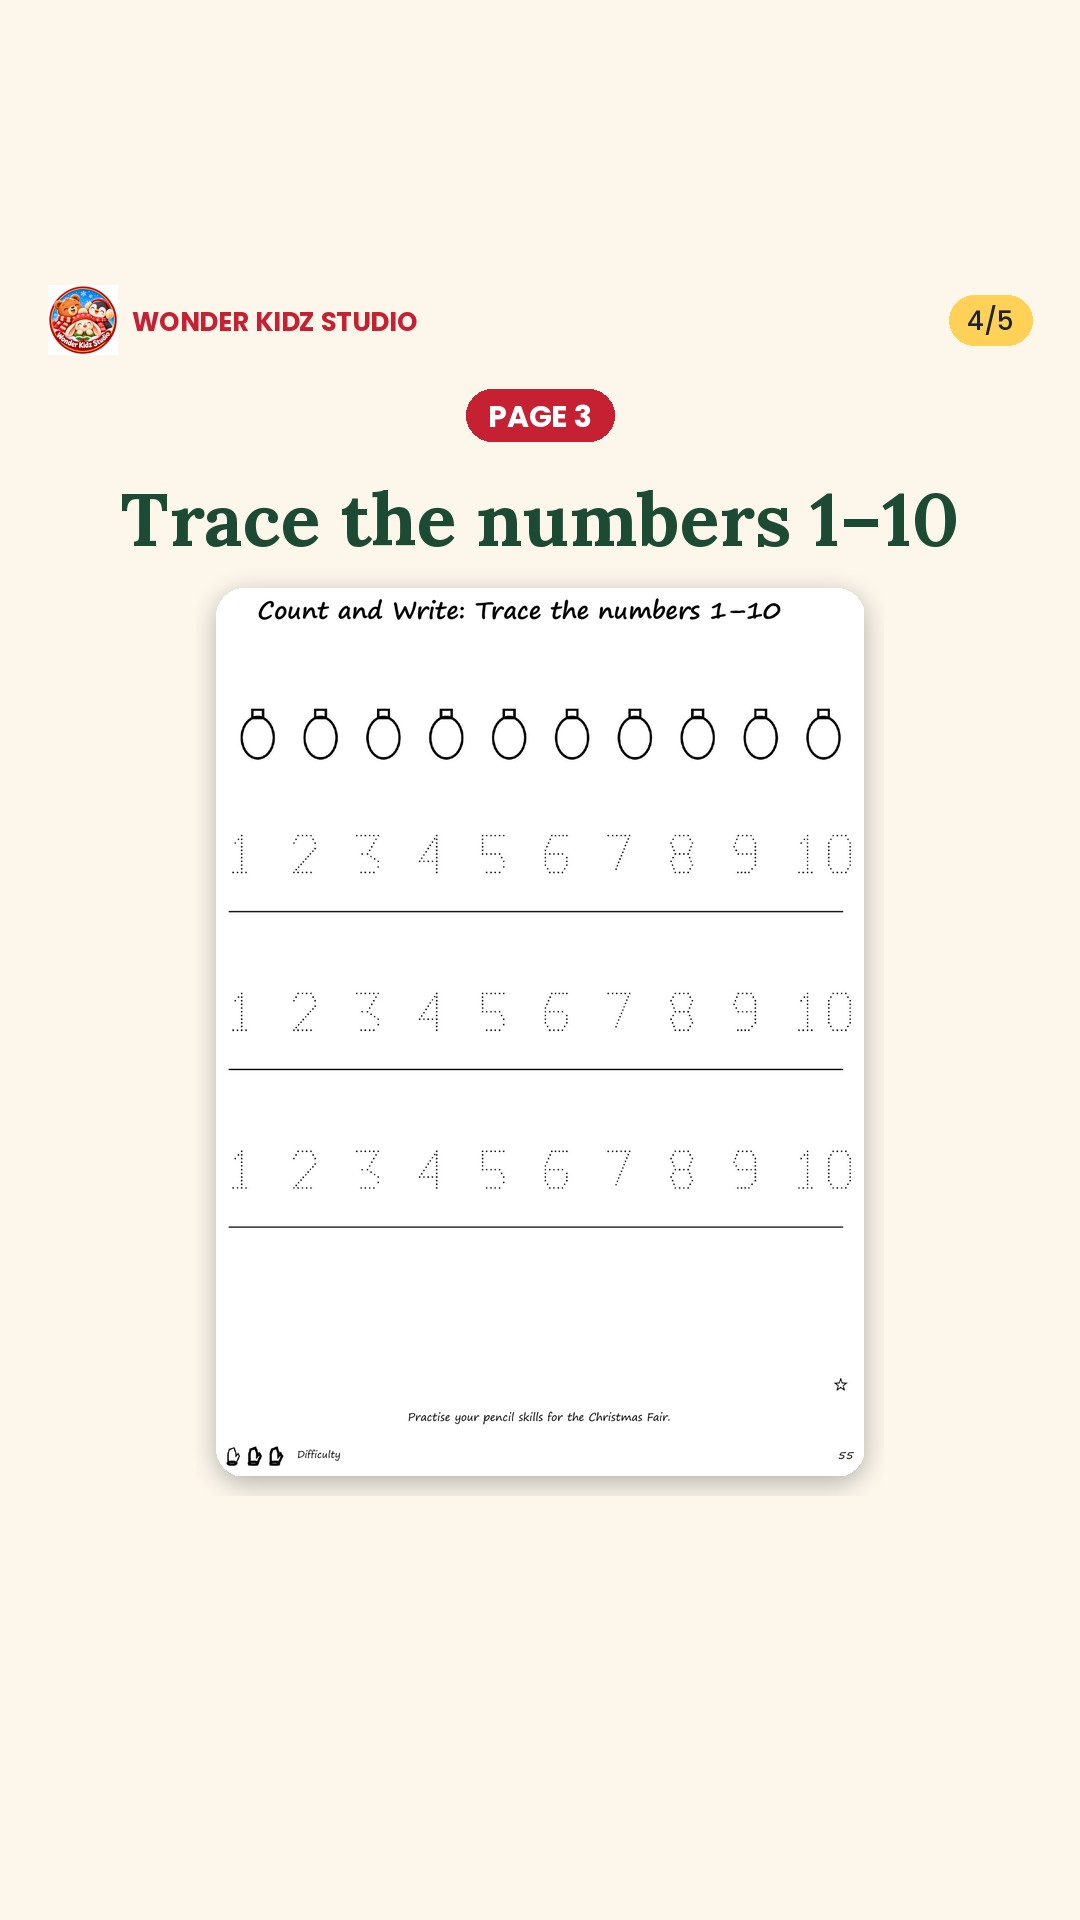 Wonder Kidz Studio
WONDER KIDZ STUDIO
4/5
PAGE 3
Trace the numbers 1–10
Count and Write: Trace the numbers 1–10
1 2 3 4 5 6 7 8 9 10
1 2 3 4 5 6 7 8 9 10
1 2 3 4 5 6 7 8 9 10
Practise your pencil skills for the Christmas Fair.
Difficulty
55